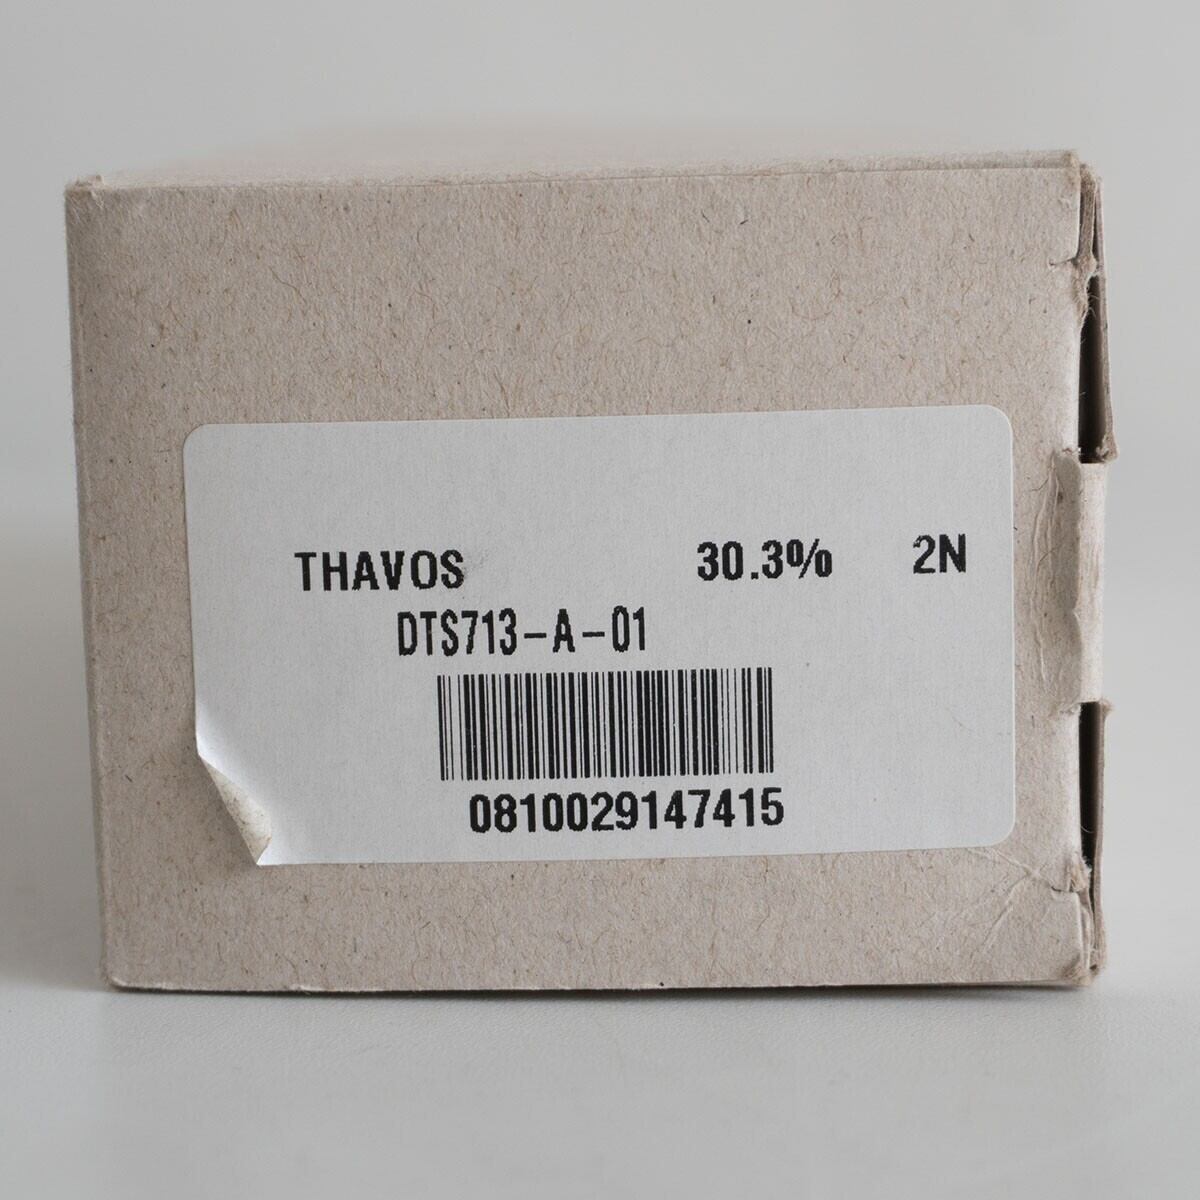 THAVOS 30.3% 2N
DTS713-A-01
0810029147415